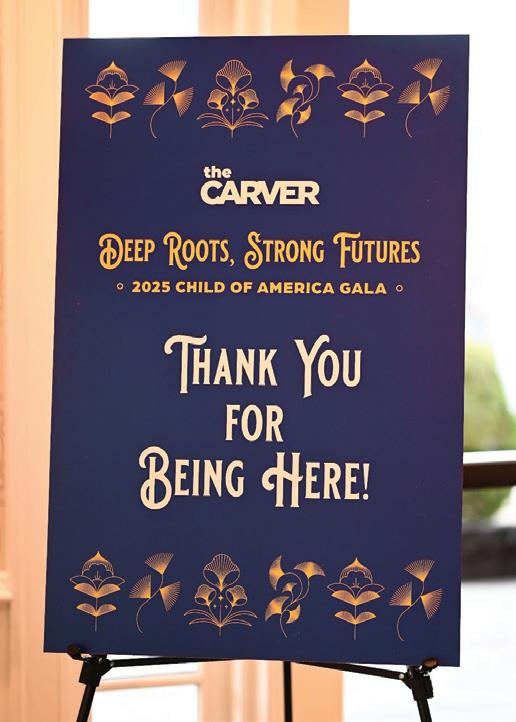 the
CARVER
Deep Roots, Strong Futures
2025 CHILD OF AMERICA GALA
Thank You
for
Being Here!